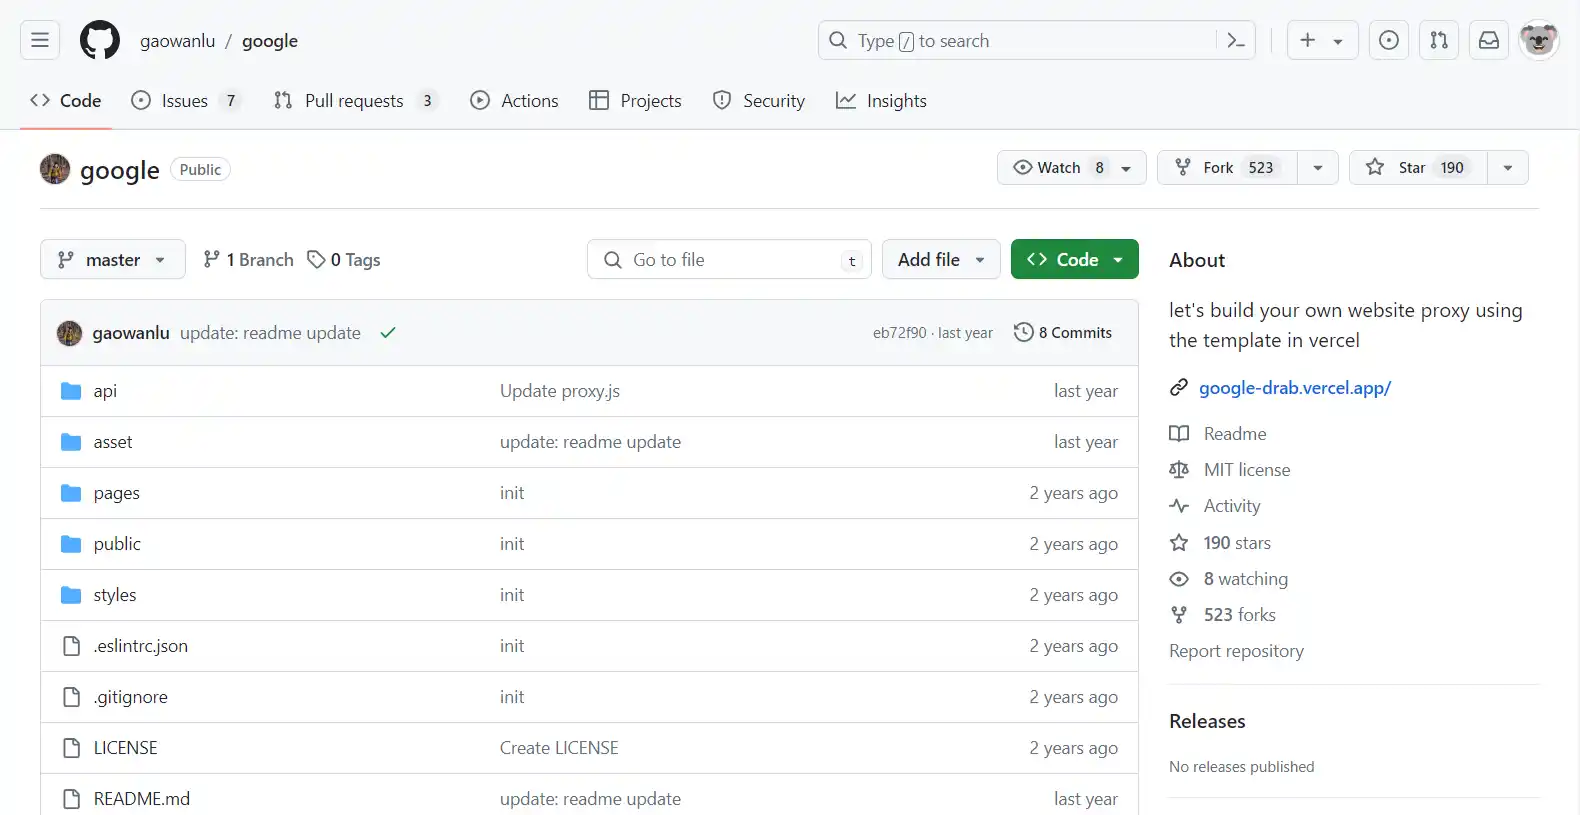 gaowanlu / google
Type / to search
Code
Issues 7
Pull requests 3
Actions
Projects
Security
Insights
google Public
Watch 8
Fork 523
Star 190
master
1 Branch
0 Tags
Go to file t
Add file
Code
gaowanlu update: readme update
eb72f90 · last year
8 Commits
api Update proxy.js last year
asset update: readme update last year
pages init 2 years ago
public init 2 years ago
styles init 2 years ago
.eslintrc.json init 2 years ago
.gitignore init 2 years ago
LICENSE Create LICENSE 2 years ago
README.md update: readme update last year
About
let's build your own website proxy using
the template in vercel
google-drab.vercel.app/
Readme
MIT license
Activity
190 stars
8 watching
523 forks
Report repository
Releases
No releases published